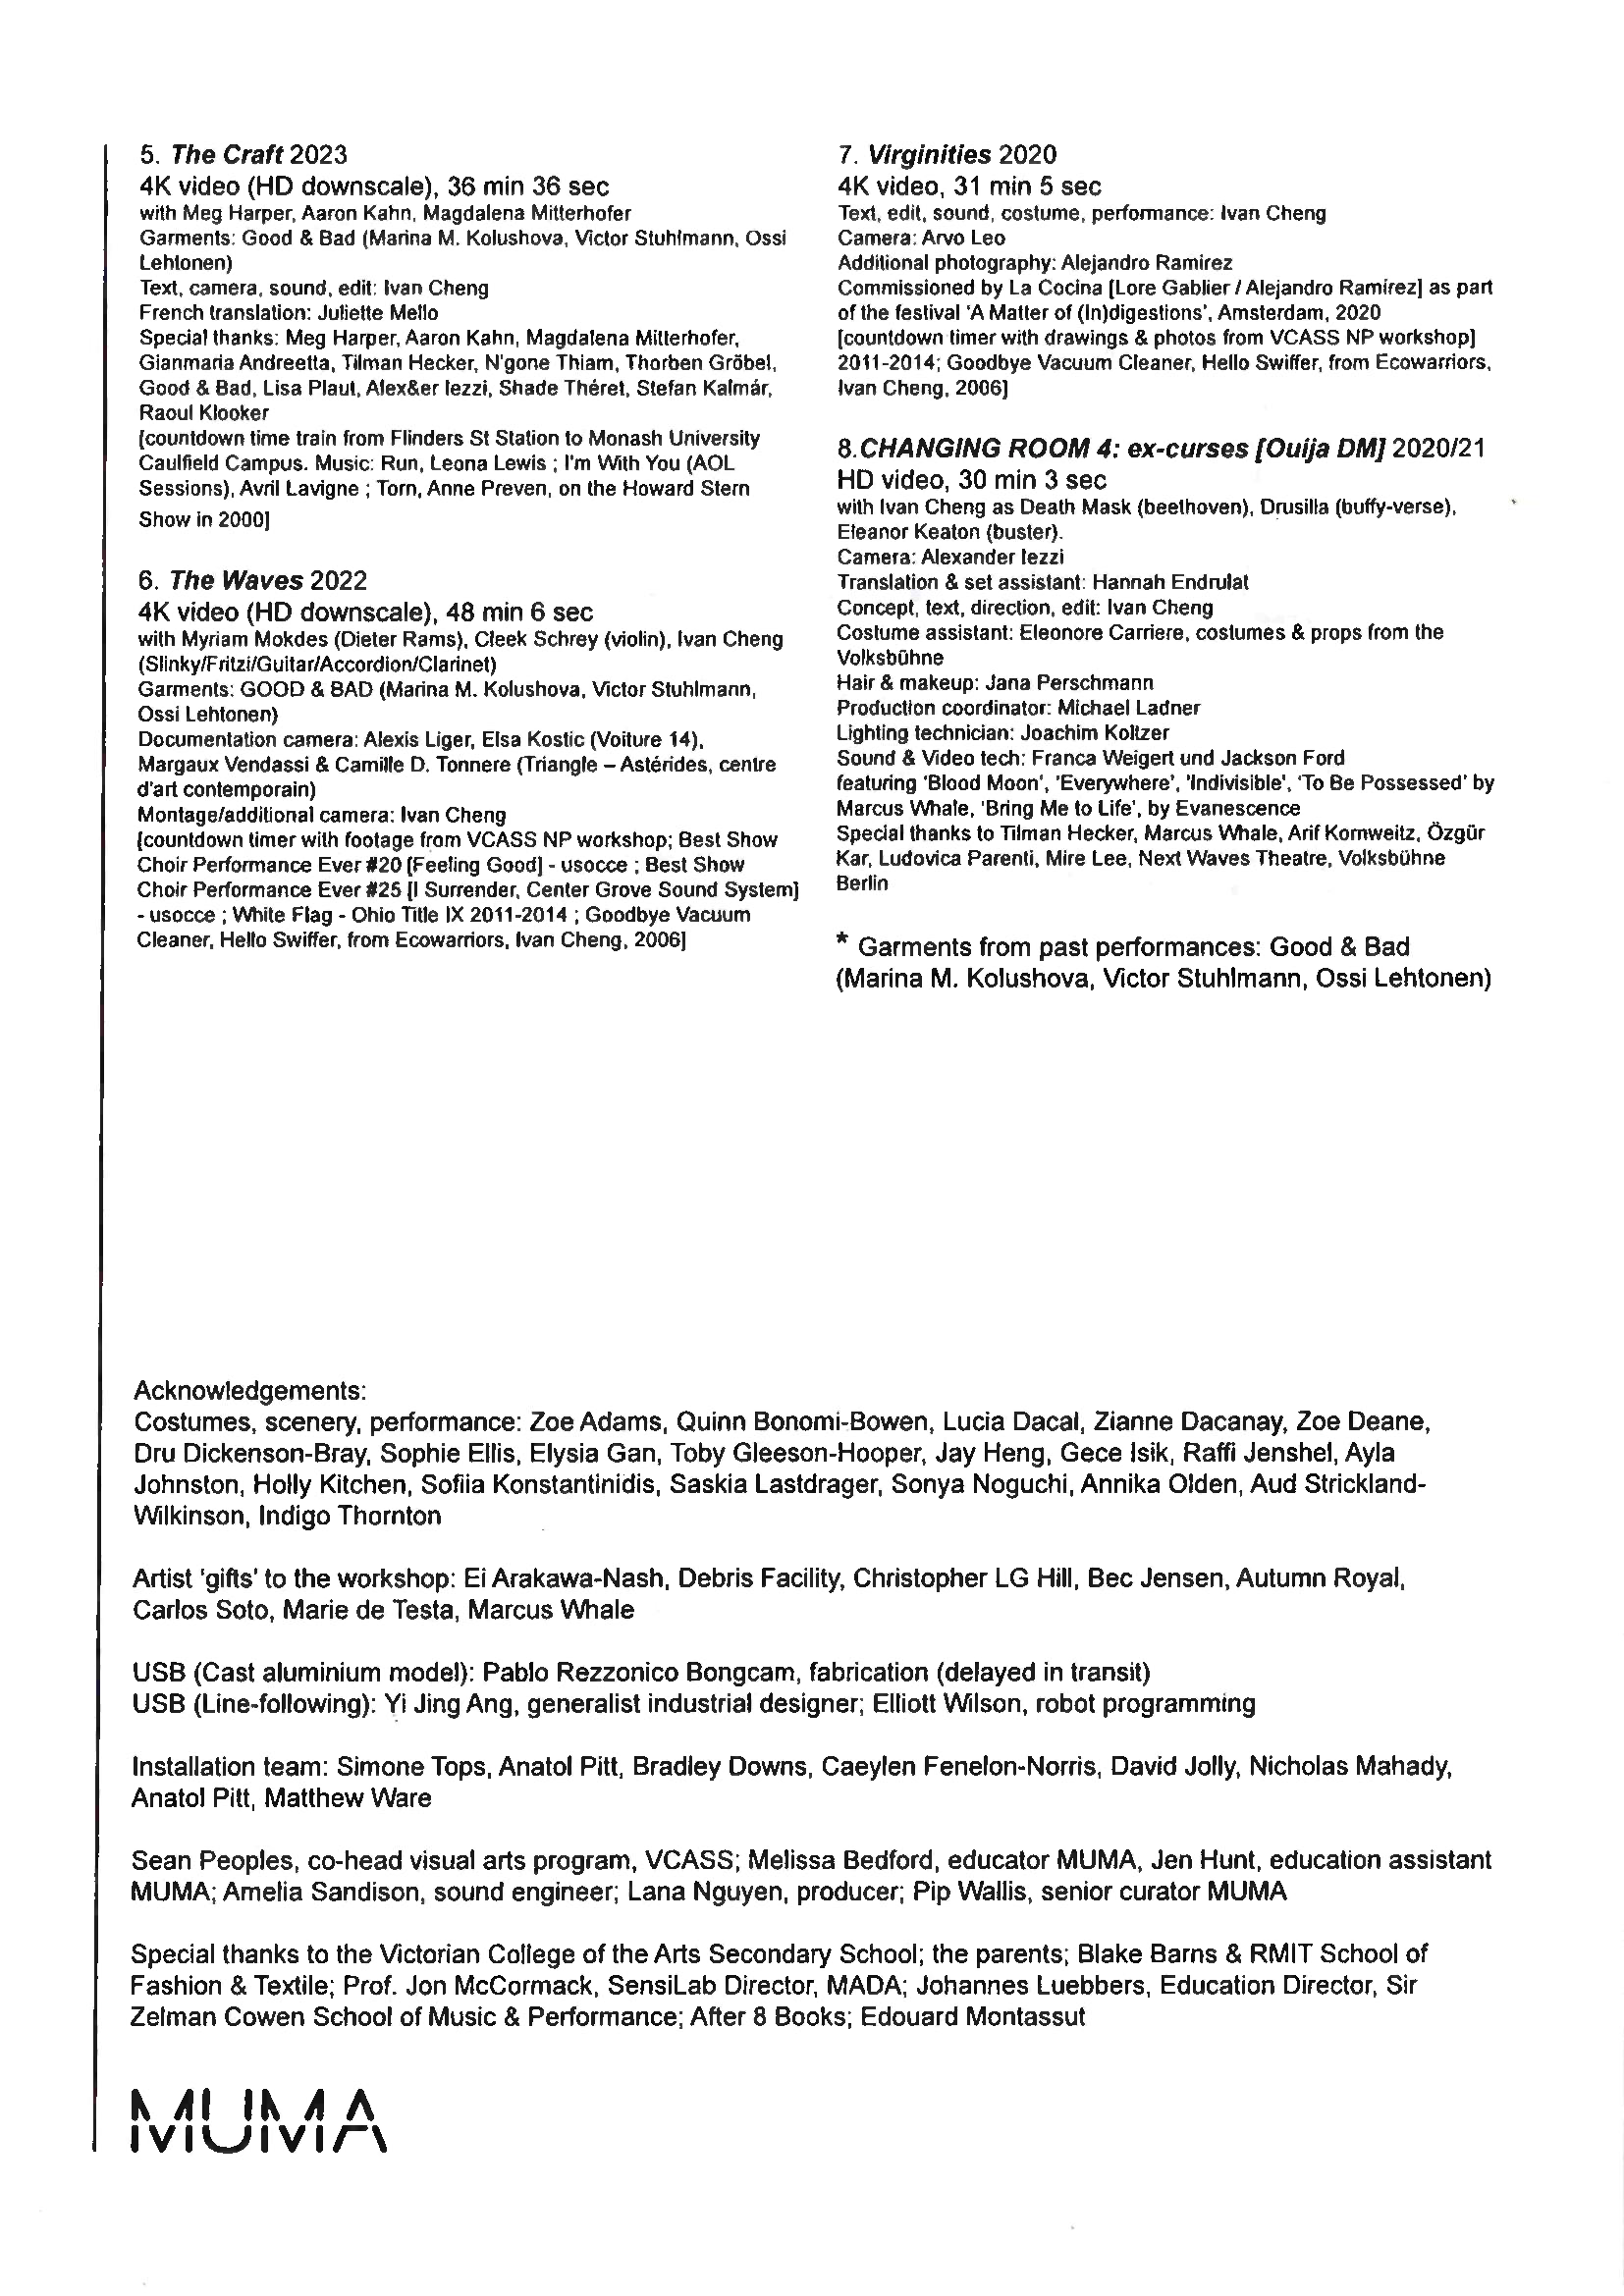 5. The Craft 2023
4K video (HD downscale), 36 min 36 sec
with Meg Harper, Aaron Kahn, Magdalena Mitterhofer
Garments: Good & Bad (Marina M. Kolushova, Victor Stuhlmann, Ossi
Lehtonen)
Text, camera, sound, edit: Ivan Cheng
French translation: Juliette Mello
Special thanks: Meg Harper, Aaron Kahn, Magdalena Mitterhofer,
Gianmaria Andreetta, Tilman Hecker, N'gone Thiam, Thorben Gröbel,
Good & Bad, Lisa Plaut, Alex&er Iezzi, Shade Théret, Stefan Kalmár,
Raoul Klooker
[countdown time train from Flinders St Station to Monash University
Caulfield Campus. Music: Run, Leona Lewis ; I'm With You (AOL
Sessions), Avril Lavigne ; Torn, Anne Preven, on the Howard Stern
Show in 2000]
6. The Waves 2022
4K video (HD downscale), 48 min 6 sec
with Myriam Mokdes (Dieter Rams), Cleek Schrey (violin), Ivan Cheng
(Slinky/Fritzi/Guitar/Accordion/Clarinet)
Garments: GOOD & BAD (Marina M. Kolushova, Victor Stuhlmann,
Ossi Lehtonen)
Documentation camera: Alexis Liger, Elsa Kostic (Voiture 14),
Margaux Vendassi & Camille D. Tonnere (Triangle – Astérides, centre
d'art contemporain)
Montage/additional camera: Ivan Cheng
[countdown timer with footage from VCASS NP workshop; Best Show
Choir Performance Ever #20 [Feeling Good] - usocce ; Best Show
Choir Performance Ever #25 [I Surrender, Center Grove Sound System]
- usocce ; White Flag - Ohio Title IX 2011-2014 ; Goodbye Vacuum
Cleaner, Hello Swiffer, from Ecowarriors, Ivan Cheng, 2006]
7. Virginities 2020
4K video, 31 min 5 sec
Text, edit, sound, costume, performance: Ivan Cheng
Camera: Arvo Leo
Additional photography: Alejandro Ramirez
Commissioned by La Cocina [Lore Gablier / Alejandro Ramírez] as part
of the festival 'A Matter of (In)digestions', Amsterdam, 2020
[countdown timer with drawings & photos from VCASS NP workshop]
2011-2014; Goodbye Vacuum Cleaner, Hello Swiffer, from Ecowarriors,
Ivan Cheng, 2006]
8.CHANGING ROOM 4: ex-curses [Ouija DM] 2020/21
HD video, 30 min 3 sec
with Ivan Cheng as Death Mask (beethoven), Drusilla (buffy-verse),
Eleanor Keaton (buster).
Camera: Alexander Iezzi
Translation & set assistant: Hannah Endrulat
Concept, text, direction, edit: Ivan Cheng
Costume assistant: Eleonore Carriere, costumes & props from the
Volksbühne
Hair & makeup: Jana Perschmann
Production coordinator: Michael Ladner
Lighting technician: Joachim Koltzer
Sound & Video tech: Franca Weigert und Jackson Ford
featuring 'Blood Moon', 'Everywhere', 'Indivisible', 'To Be Possessed' by
Marcus Whale, 'Bring Me to Life', by Evanescence
Special thanks to Tilman Hecker, Marcus Whale, Arif Kornweitz, Özgür
Kar, Ludovica Parenti, Mire Lee, Next Waves Theatre, Volksbühne
Berlin
* Garments from past performances: Good & Bad
(Marina M. Kolushova, Victor Stuhlmann, Ossi Lehtonen)
Acknowledgements:
Costumes, scenery, performance: Zoe Adams, Quinn Bonomi-Bowen, Lucia Dacal, Zianne Dacanay, Zoe Deane,
Dru Dickenson-Bray, Sophie Ellis, Elysia Gan, Toby Gleeson-Hooper, Jay Heng, Gece Isik, Raffi Jenshel, Ayla
Johnston, Holly Kitchen, Sofiia Konstantinidis, Saskia Lastdrager, Sonya Noguchi, Annika Olden, Aud Strickland-
Wilkinson, Indigo Thornton
Artist 'gifts' to the workshop: Ei Arakawa-Nash, Debris Facility, Christopher LG Hill, Bec Jensen, Autumn Royal,
Carlos Soto, Marie de Testa, Marcus Whale
USB (Cast aluminium model): Pablo Rezzonico Bongcam, fabrication (delayed in transit)
USB (Line-following): Yi Jing Ang, generalist industrial designer; Elliott Wilson, robot programming
Installation team: Simone Tops, Anatol Pitt, Bradley Downs, Caeylen Fenelon-Norris, David Jolly, Nicholas Mahady,
Anatol Pitt, Matthew Ware
Sean Peoples, co-head visual arts program, VCASS; Melissa Bedford, educator MUMA, Jen Hunt, education assistant
MUMA; Amelia Sandison, sound engineer; Lana Nguyen, producer; Pip Wallis, senior curator MUMA
Special thanks to the Victorian College of the Arts Secondary School; the parents; Blake Barns & RMIT School of
Fashion & Textile; Prof. Jon McCormack, SensiLab Director, MADA; Johannes Luebbers, Education Director, Sir
Zelman Cowen School of Music & Performance; After 8 Books; Edouard Montassut
MUMA